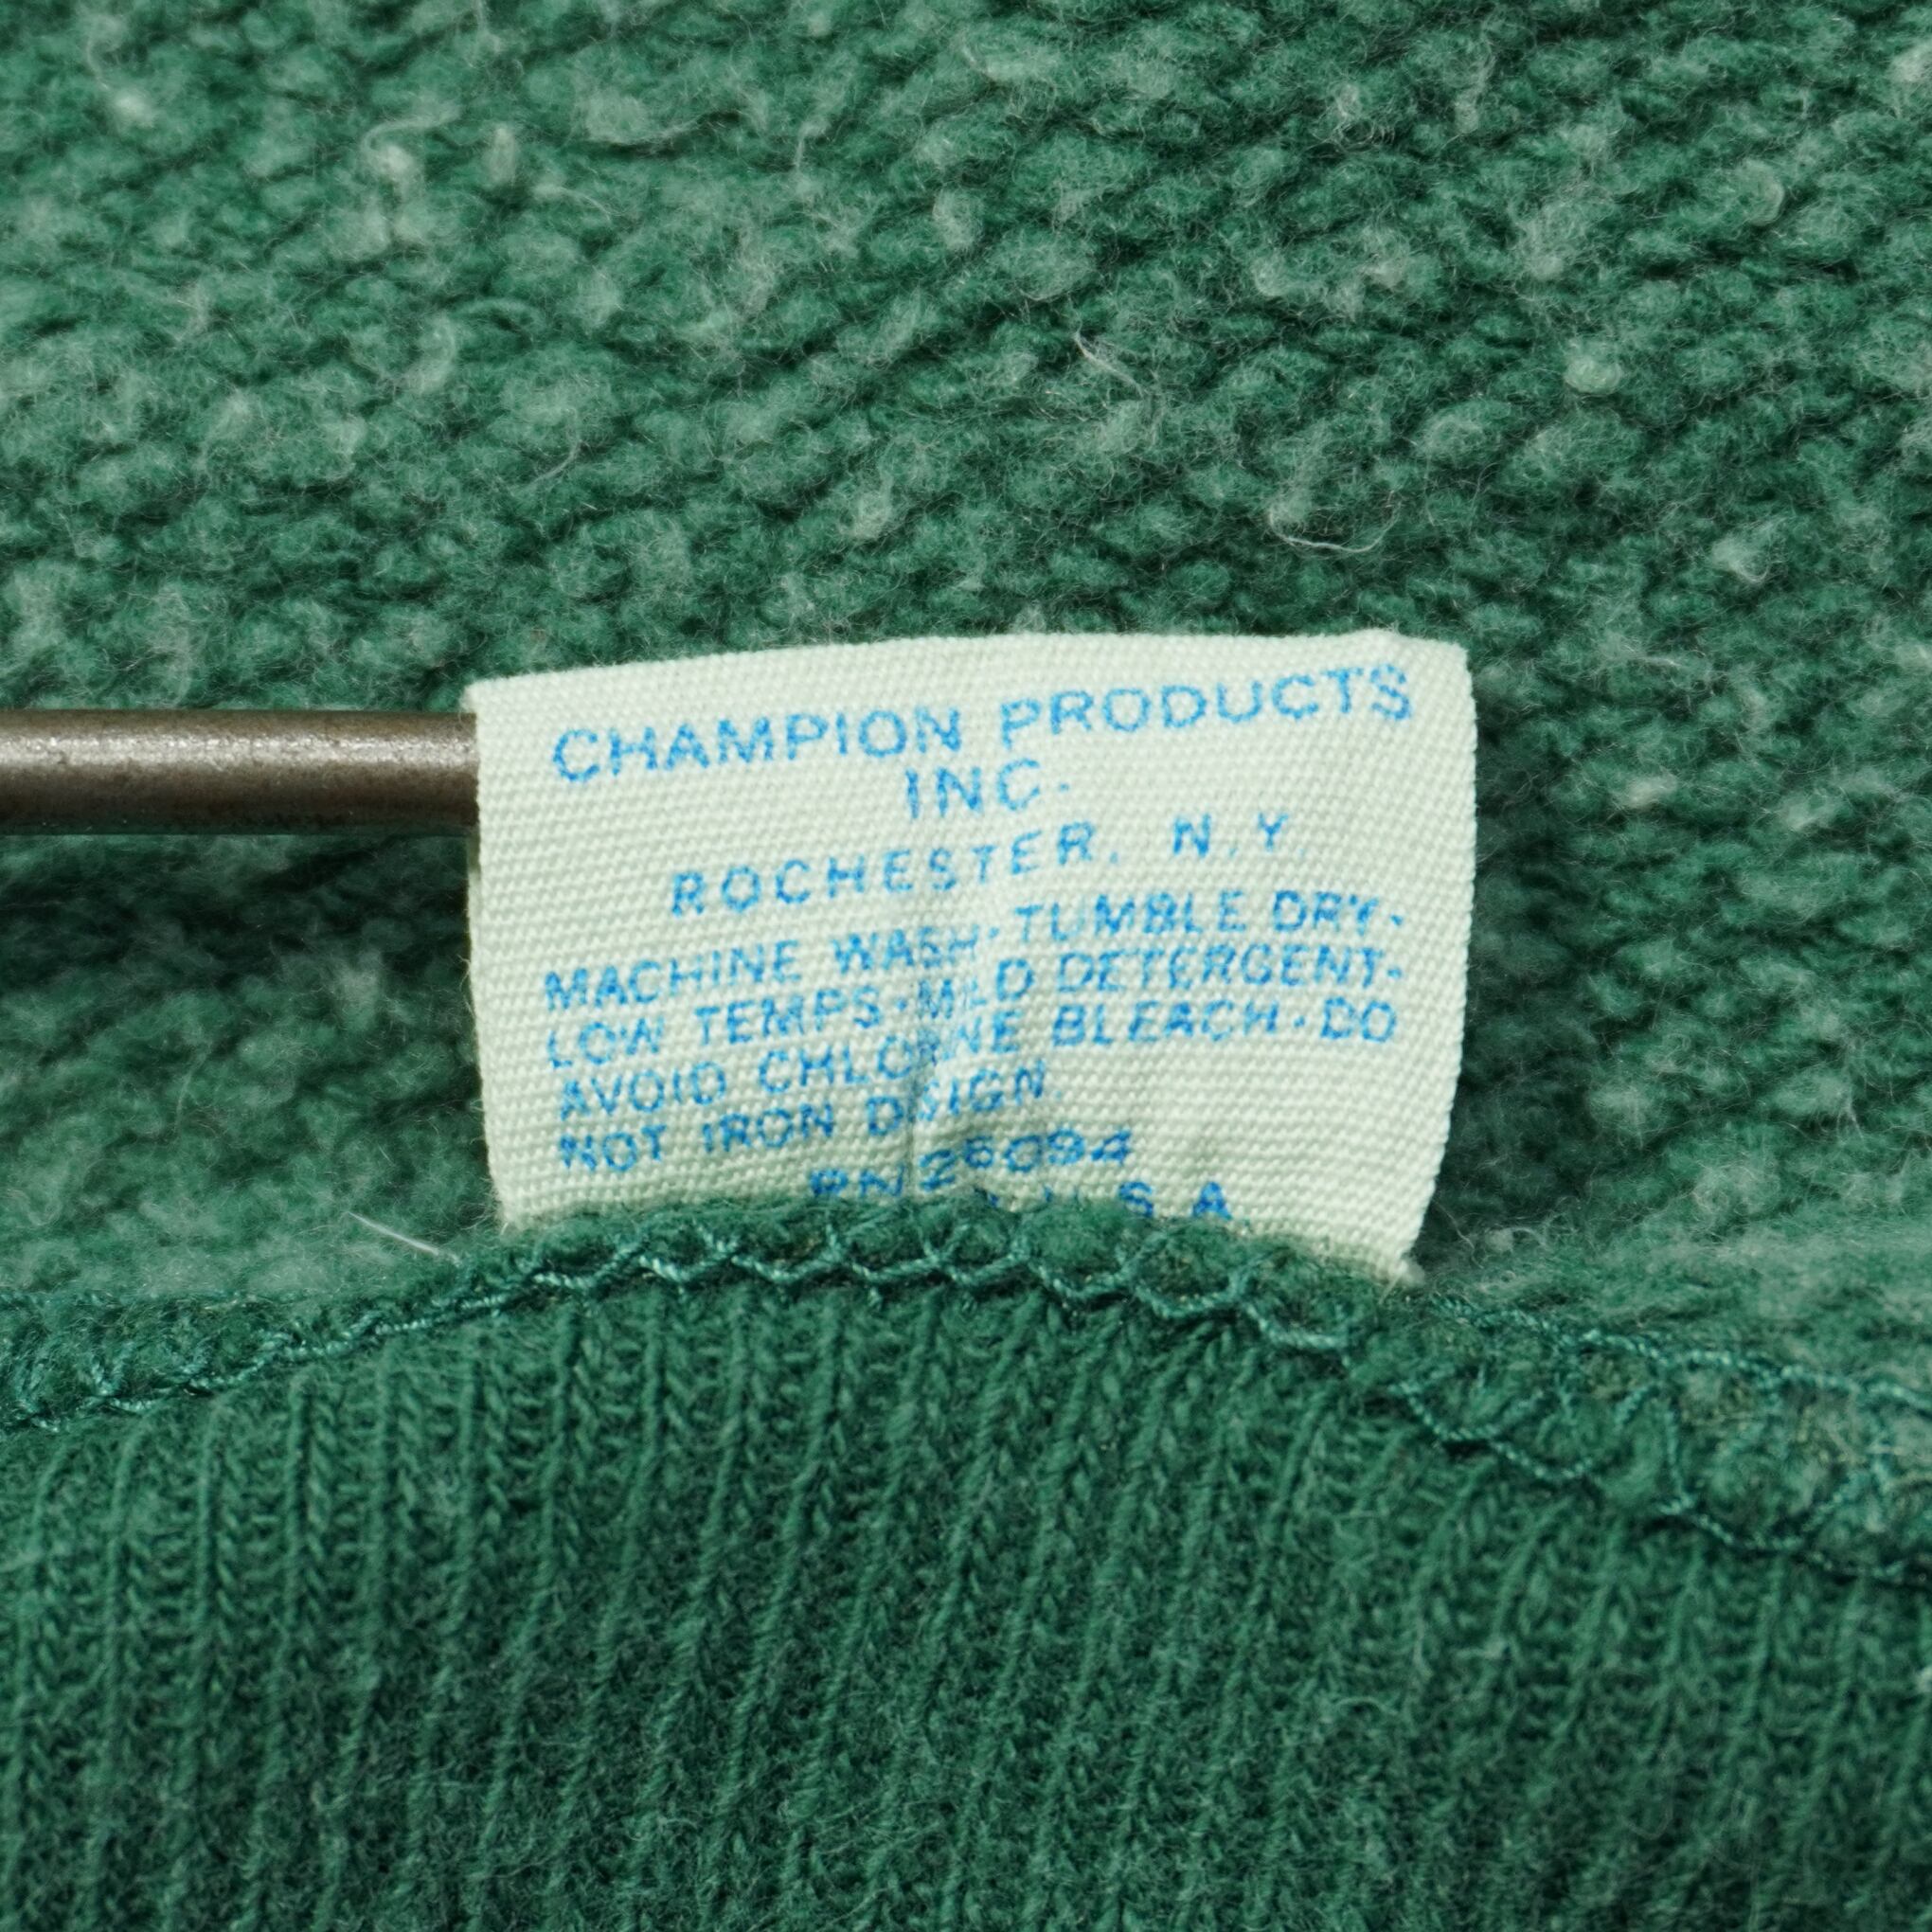 CHAMPION PRODUCTS
INC.
ROCHESTER, N.Y.
MACHINE WASH-TUMBLE DRY-
LOW TEMPS-MILD DETERGENT-
AVOID CHLORINE BLEACH-DO
NOT IRON DSIGN.
RN26094
U.S.A.